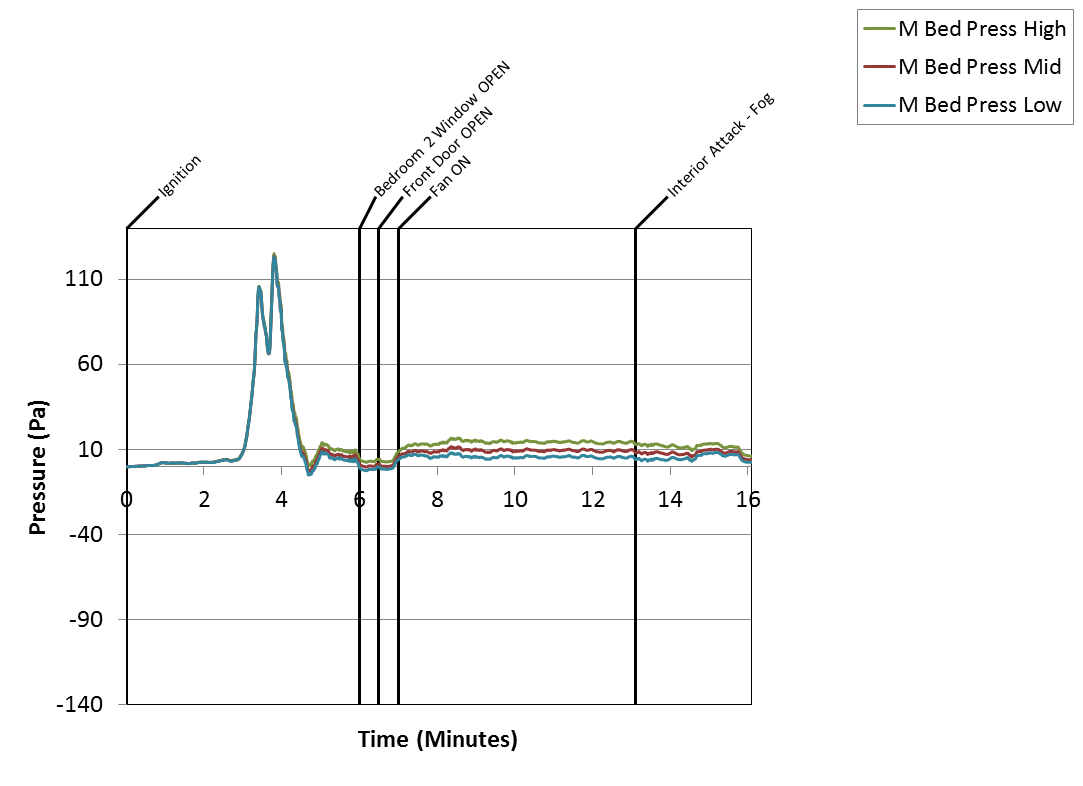 M Bed Press High
M Bed Press Mid
M Bed Press Low
Ignition
Bedroom 2 Window OPEN
Front Door OPEN
Fan ON
Interior Attack - Fog
110
60
10
-40
-90
-140
0 2 4 6 8 10 12 14 16
Pressure (Pa)
Time (Minutes)